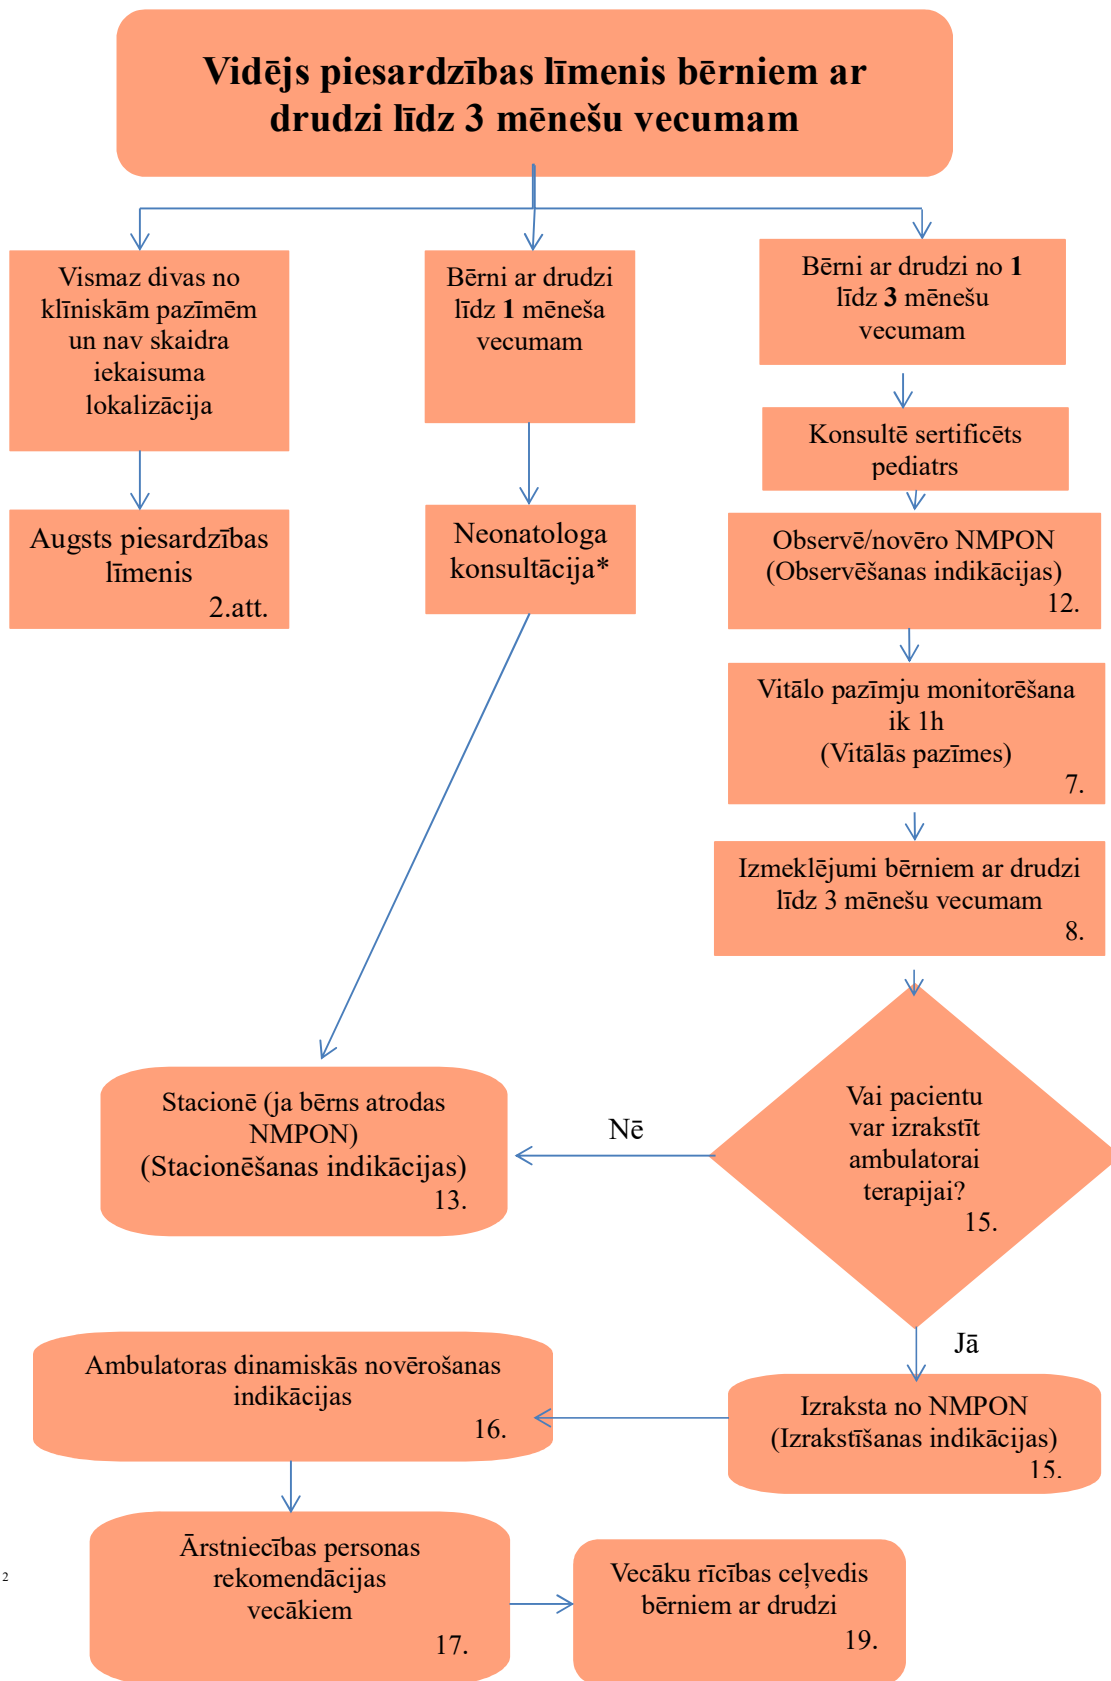 Vidējs piesardzības līmenis bērniem ar
drudzi līdz 3 mēnešu vecumam
Vismaz divas no
klīniskām pazīmēm
un nav skaidra
iekaisuma
lokalizācija
Augsts piesardzības
līmenis
2.att.
Bērni ar drudzi
līdz 1 mēneša
vecumam
Neonatologa
konsultācija*
Bērni ar drudzi no 1
līdz 3 mēnešu
vecumam
Konsultē sertificēts
pediatrs
Observē/novēro NMPON
(Observēšanas indikācijas)
12.
Vitālo pazīmju monitorēšana
ik 1h
(Vitālās pazīmes)
7.
Izmeklējumi bērniem ar drudzi
līdz 3 mēnešu vecumam
8.
Vai pacientu
var izrakstīt
ambulatorai
terapijai?
15.
Nē
Stacionē (ja bērns atrodas
NMPON)
(Stacionēšanas indikācijas)
13.
Jā
Izraksta no NMPON
(Izrakstīšanas indikācijas)
15.
Ambulatoras dinamiskās novērošanas
indikācijas
16.
Ārstniecības personas
rekomendācijas
vecākiem
17.
Vecāku rīcības ceļvedis
bērniem ar drudzi
19.
2